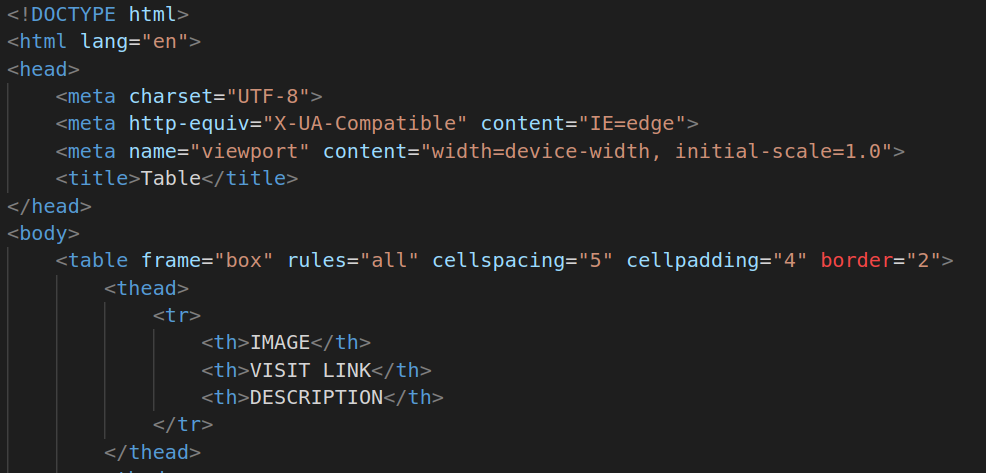 <!DOCTYPE html>
<html lang="en">
<head>
    <meta charset="UTF-8">
    <meta http-equiv="X-UA-Compatible" content="IE=edge">
    <meta name="viewport" content="width=device-width, initial-scale=1.0">
    <title>Table</title>
</head>
<body>
    <table frame="box" rules="all" cellspacing="5" cellpadding="4" border="2">
        <thead>
            <tr>
                <th>IMAGE</th>
                <th>VISIT LINK</th>
                <th>DESCRIPTION</th>
            </tr>
        </thead>